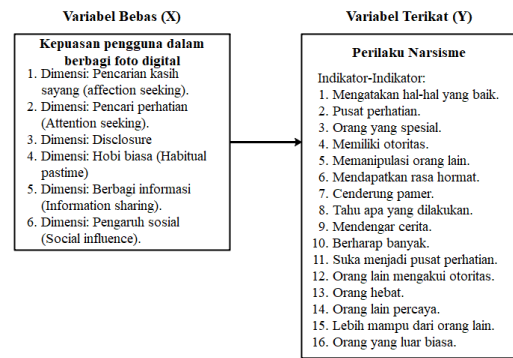 Variabel Bebas (X)
Kepuasan pengguna dalam
berbagi foto digital
1. Dimensi: Pencarian kasih
sayang (affection seeking).
2. Dimensi: Pencari perhatian
(Attention seeking).
3. Dimensi: Disclosure
4. Dimensi: Hobi biasa (Habitual
pastime)
5. Dimensi: Berbagi informasi
(Information sharing).
6. Dimensi: Pengaruh sosial
(Social influence).
Variabel Terikat (Y)
Perilaku Narsisme
Indikator-Indikator:
1. Mengatakan hal-hal yang baik.
2. Pusat perhatian.
3. Orang yang spesial.
4. Memiliki otoritas.
5. Memanipulasi orang lain.
6. Mendapatkan rasa hormat.
7. Cenderung pamer.
8. Tahu apa yang dilakukan.
9. Mendengar cerita.
10. Berharap banyak.
11. Suka menjadi pusat perhatian.
12. Orang lain mengakui otoritas.
13. Orang hebat.
14. Orang lain percaya.
15. Lebih mampu dari orang lain.
16. Orang yang luar biasa.